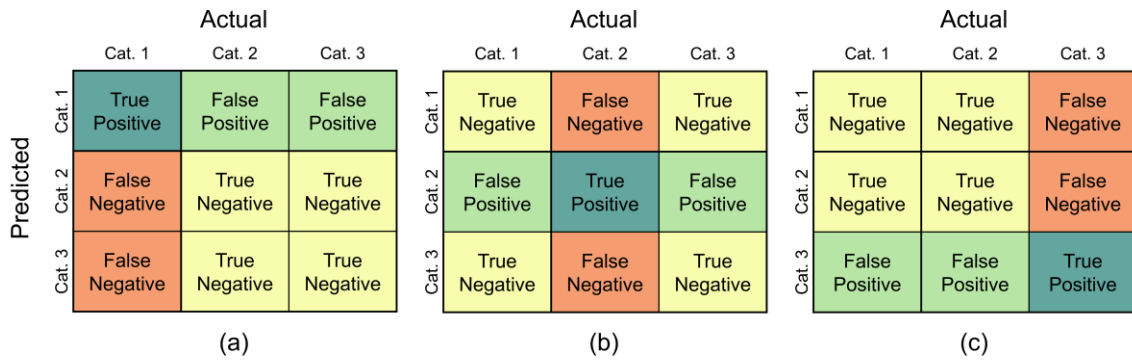 Actual
Cat. 1 Cat. 2 Cat. 3
Predicted
Cat. 1
True Positive
False Positive
False Positive
Cat. 2
False Negative
True Negative
True Negative
Cat. 3
False Negative
True Negative
True Negative
(a)
Actual
Cat. 1 Cat. 2 Cat. 3
Cat. 1
True Negative
False Negative
True Negative
Cat. 2
False Positive
True Positive
False Positive
Cat. 3
True Negative
False Negative
True Negative
(b)
Actual
Cat. 1 Cat. 2 Cat. 3
Cat. 1
True Negative
True Negative
False Negative
Cat. 2
True Negative
True Negative
False Negative
Cat. 3
False Positive
False Positive
True Positive
(c)